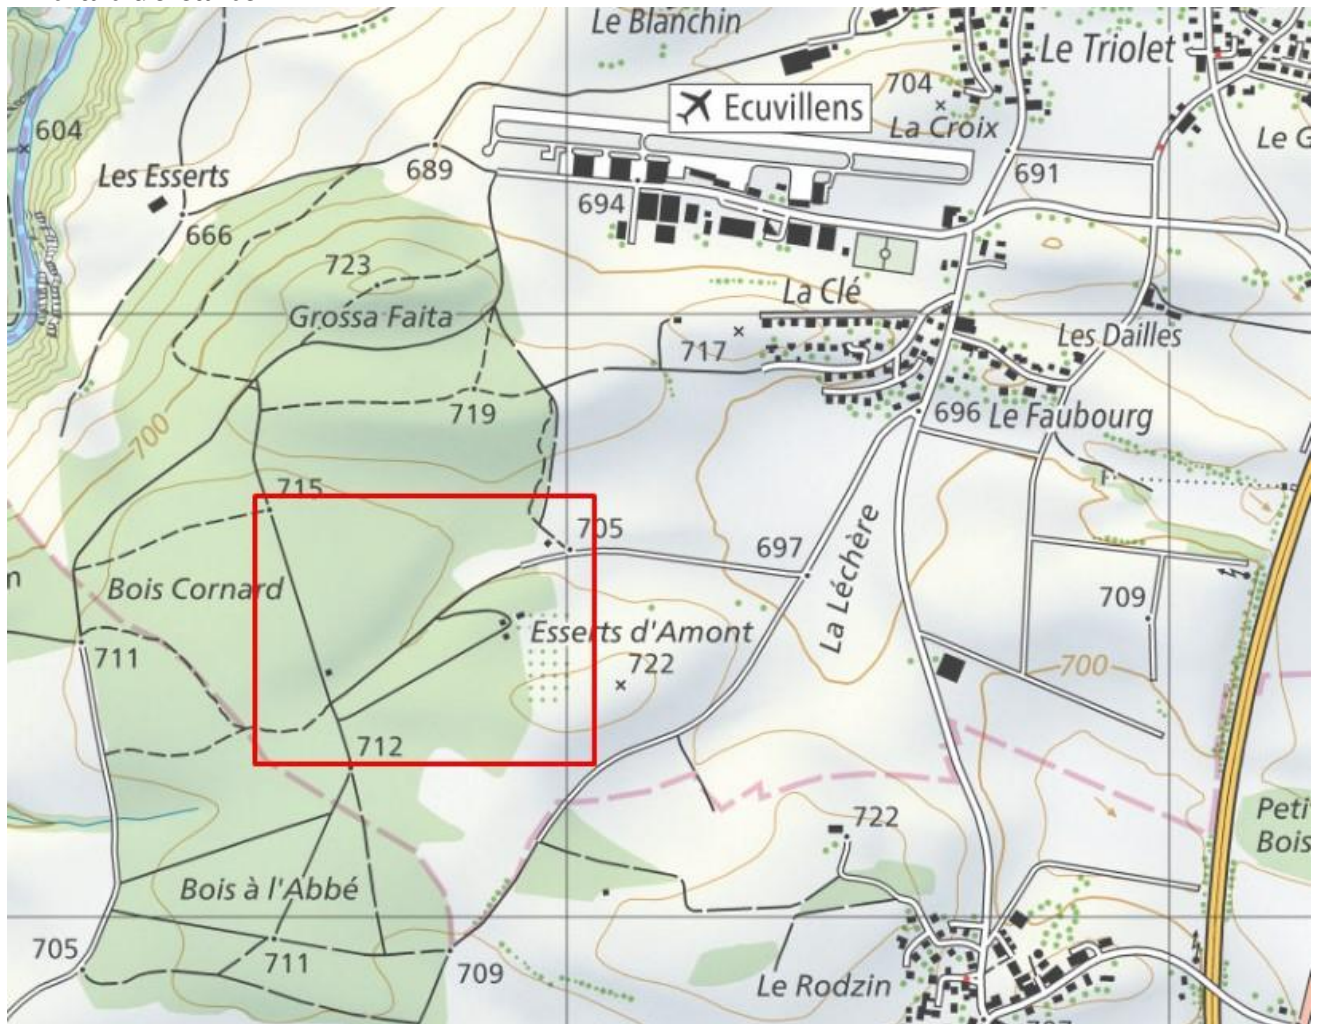 Le Blanchin
Le Triolet
704
Ecuvillens
La Croix
604
Le G
Les Esserts
689
691
694
666
723
La Clé
Grossa Faita
Les Dailles
717
719
696 Le Faubourg
700
715
705
697
La Léchère
Bois Cornard
709
Esserts d'Amont
711
722
700
712
722
Peti
Bois
Bois à l'Abbé
705
711
709
Le Rodzin